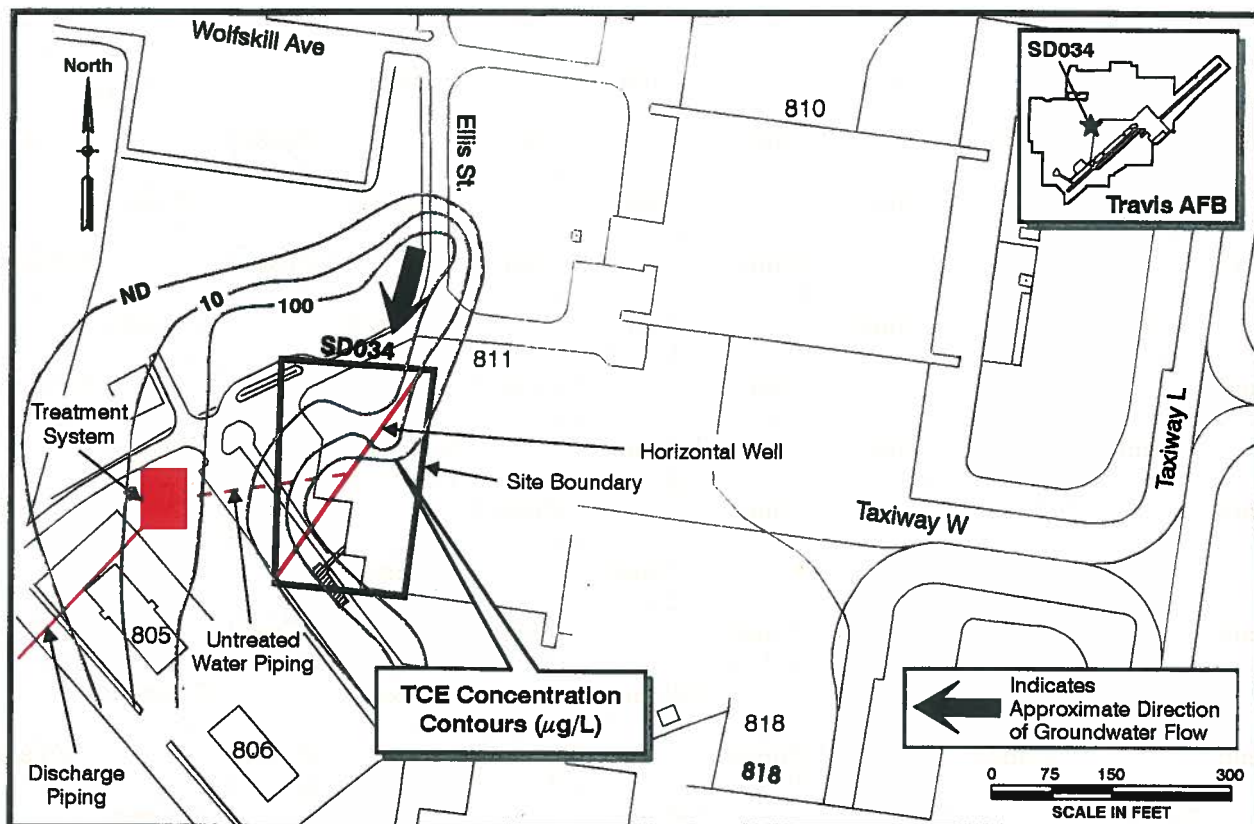 Wolfskill Ave
North
Ellis St.
810
SD034
Travis AFB
ND
10
100
SD034
811
Treatment
System
Horizontal Well
Site Boundary
Taxiway L
Taxiway W
805
Untreated
Water Piping
TCE Concentration
Contours (µg/L)
806
Discharge
Piping
818
818
Indicates
Approximate Direction
of Groundwater Flow
0 75 150 300
SCALE IN FEET